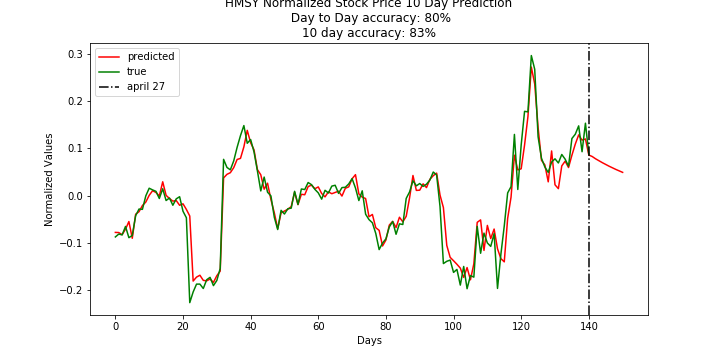 HMSY Normalized Stock Price 10 Day Prediction
Day to Day accuracy: 80%
10 day accuracy: 83%
predicted
true
april 27
Normalized Values
0.3
0.2
0.1
0.0
−0.1
−0.2
0 20 40 60 80 100 120 140
Days